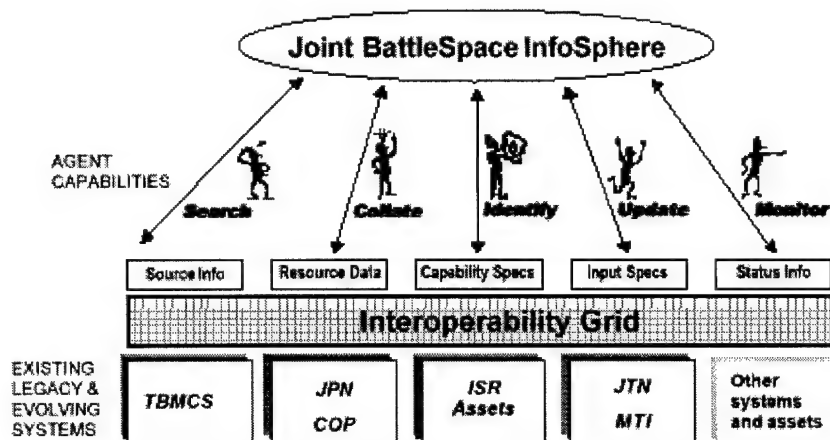 Joint BattleSpace InfoSphere
AGENT
CAPABILITIES
Search
Collate
Identify
Update
Monitor
Source Info
Resource Data
Capability Specs
Input Specs
Status Info
Interoperability Grid
EXISTING
LEGACY &
EVOLVING
SYSTEMS
TBMCS
JPN
COP
ISR
Assets
JTN
MTI
Other
systems
and assets